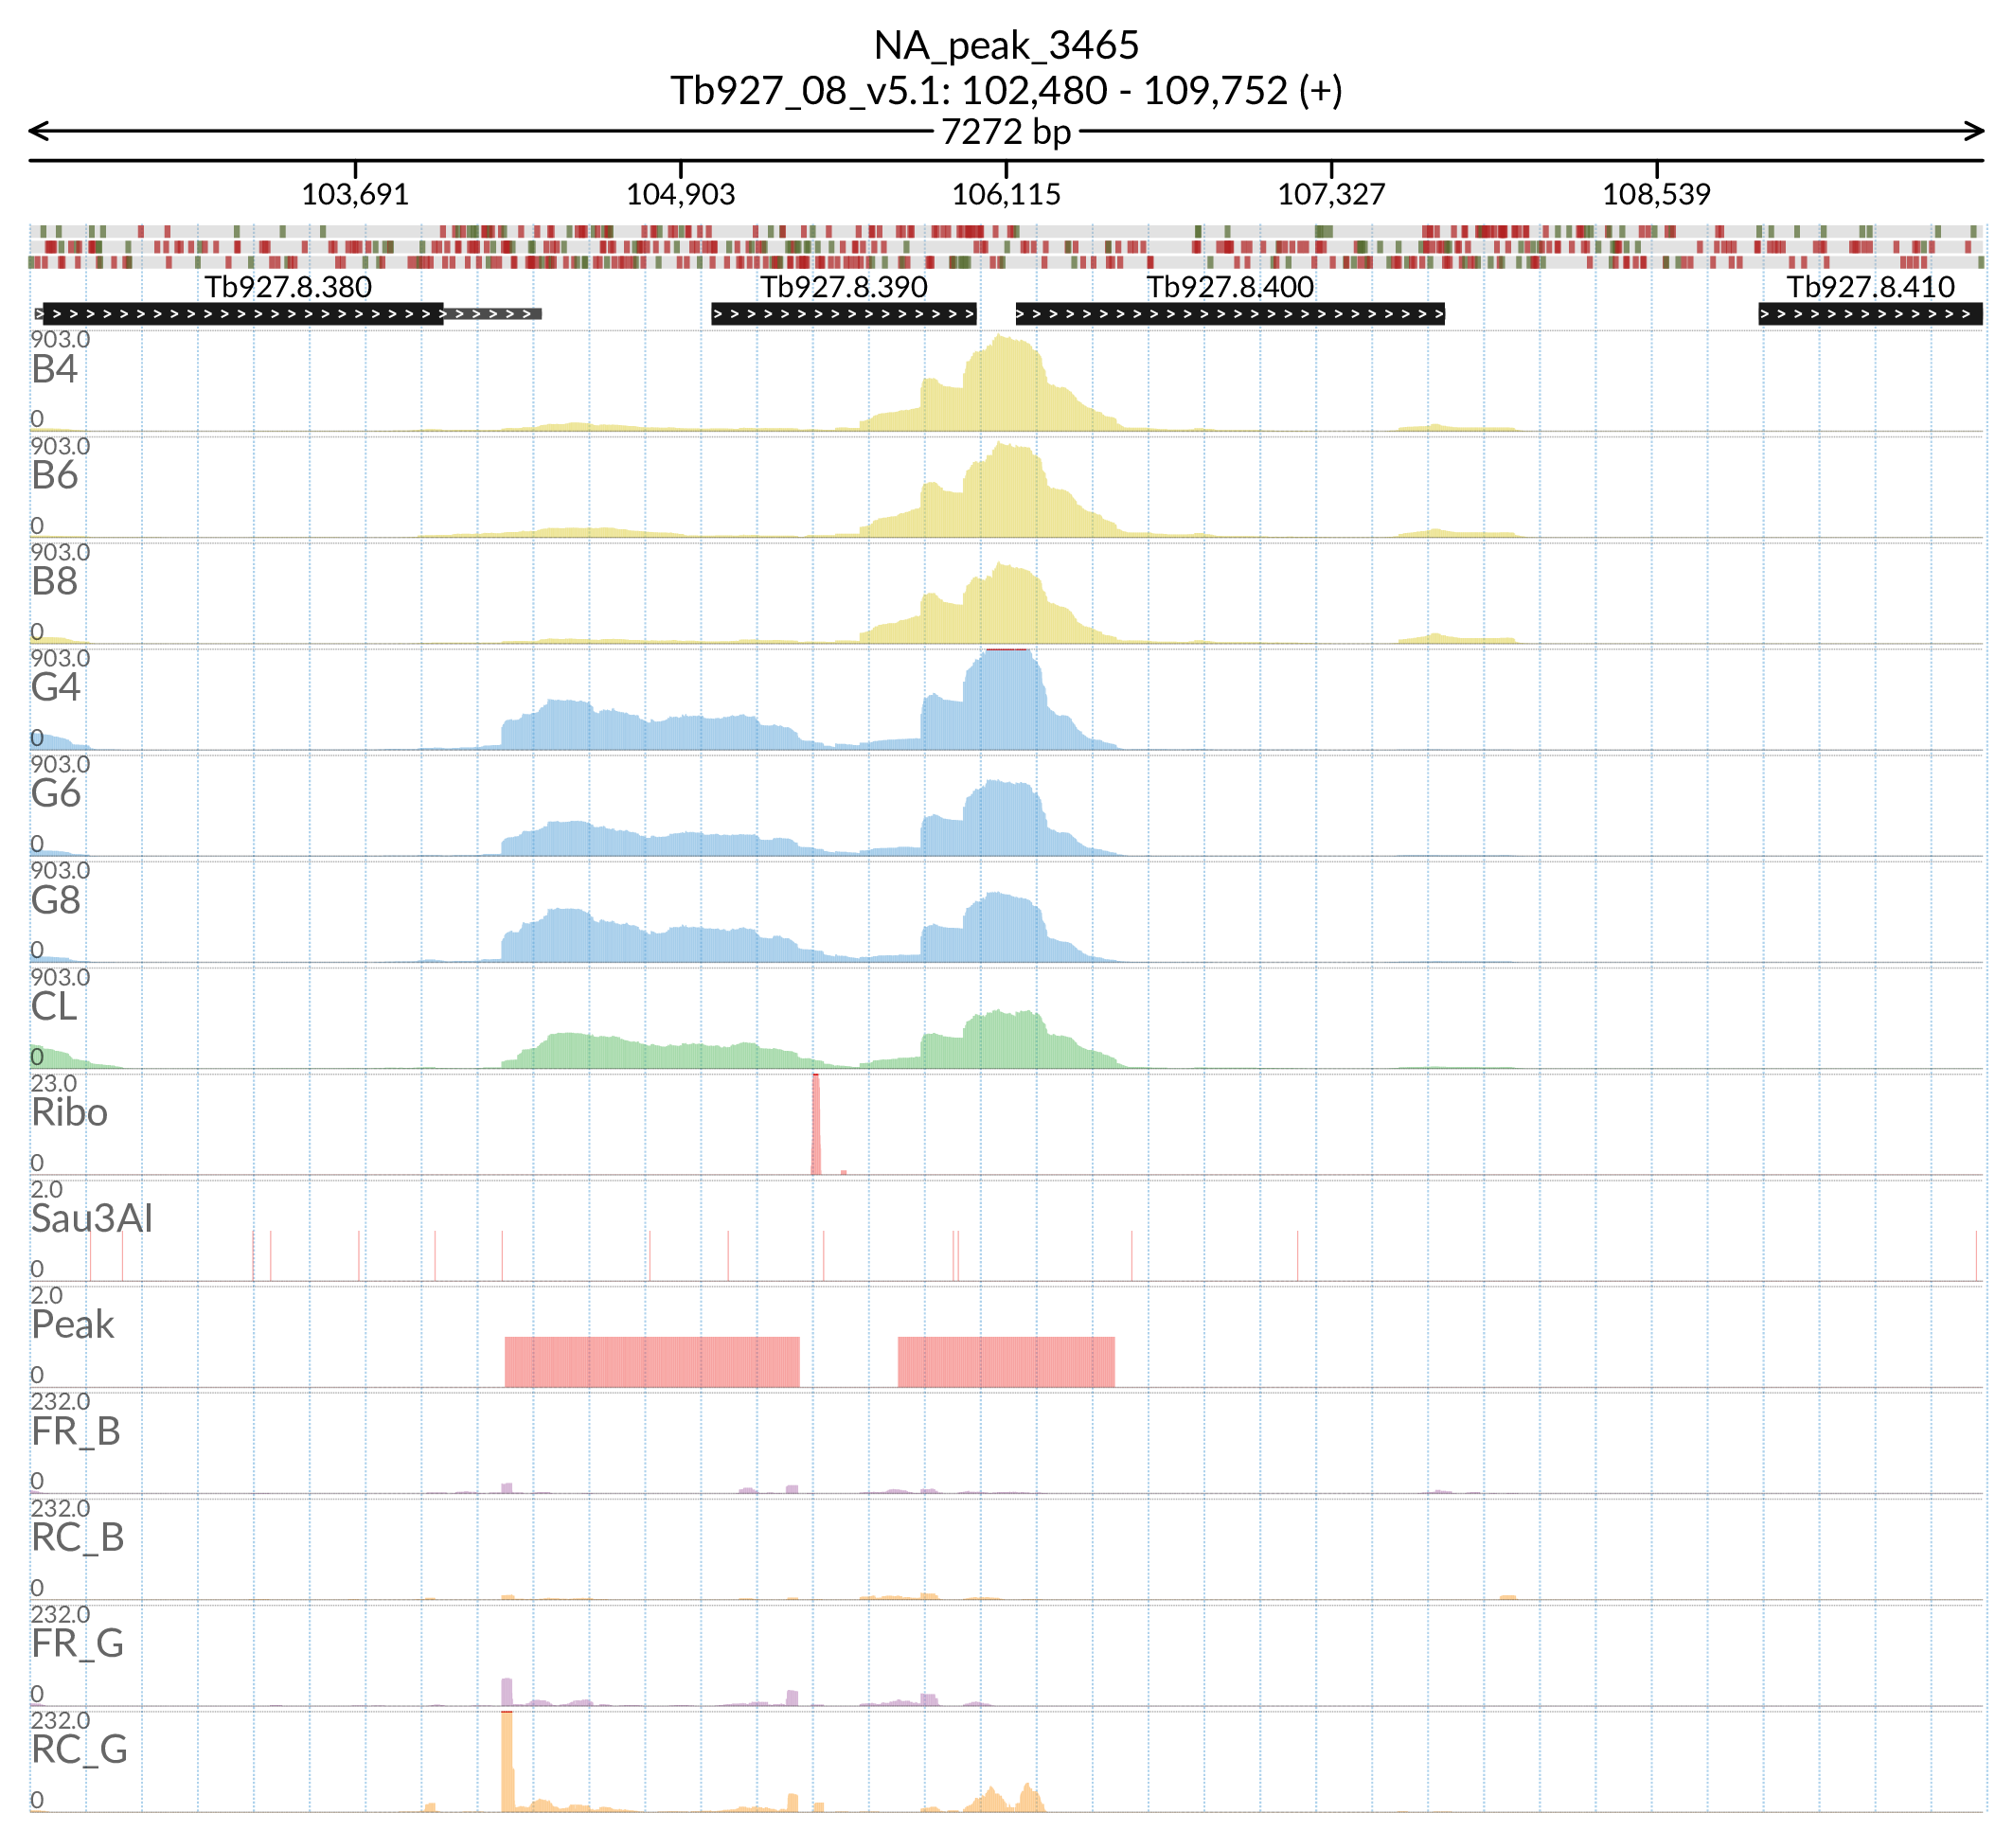 NA_peak_3465
Tb927_08_v5.1: 102,480 - 109,752 (+)
7272 bp
103,691 104,903 106,115 107,327 108,539
Tb927.8.380 Tb927.8.390 Tb927.8.400 Tb927.8.410
903.0
B4
0
903.0
B6
0
903.0
B8
0
903.0
G4
0
903.0
G6
0
903.0
G8
0
903.0
CL
0
23.0
Ribo
0
2.0
Sau3AI
0
2.0
Peak
0
232.0
FR_B
0
232.0
RC_B
0
232.0
FR_G
0
232.0
RC_G
0